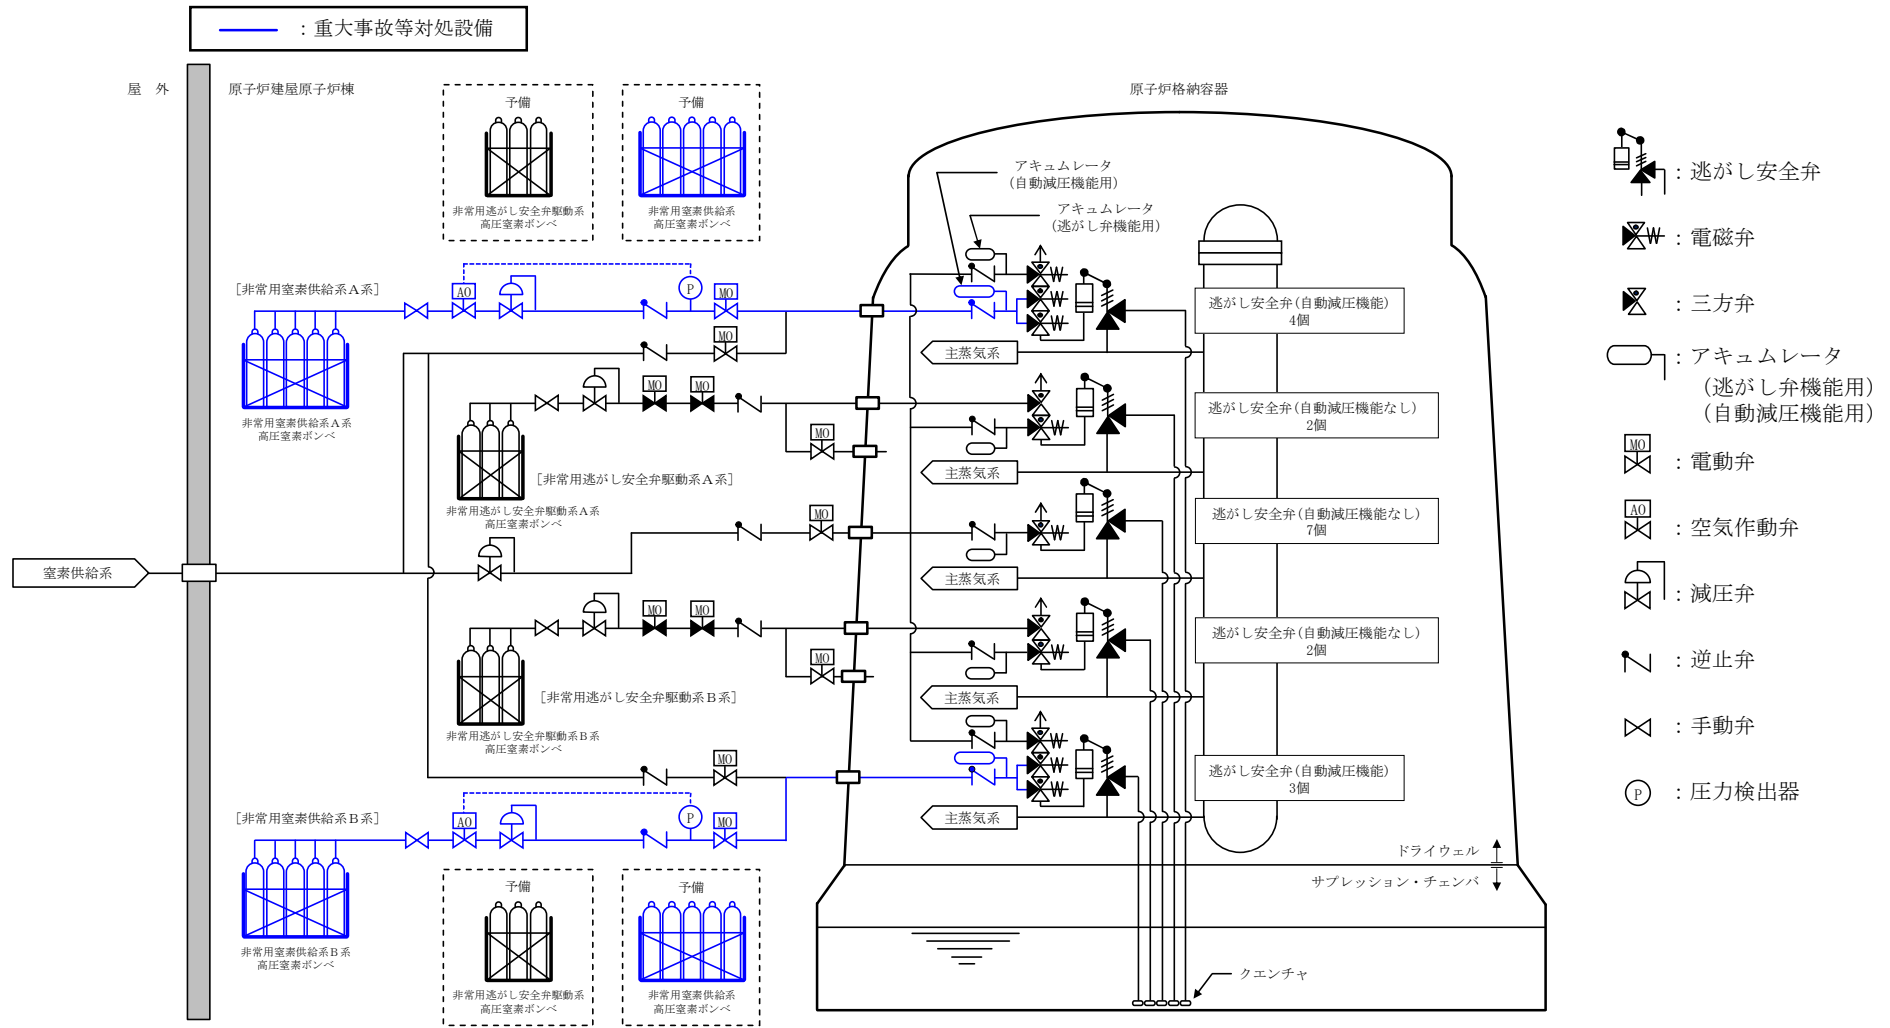 ：重大事故等対処設備
屋　外
原子炉建屋原子炉棟
予備
非常用逃がし安全弁駆動系
高圧窒素ボンベ
予備
非常用窒素供給系
高圧窒素ボンベ
原子炉格納容器
アキュムレータ
(自動減圧機能用)
アキュムレータ
(逃がし弁機能用)
［非常用窒素供給系Ａ系］
AO
P
MO
MO
非常用窒素供給系Ａ系
高圧窒素ボンベ
MO
MO
MO
［非常用逃がし安全弁駆動系Ａ系］
非常用逃がし安全弁駆動系Ａ系
高圧窒素ボンベ
MO
窒素供給系
MO
MO
MO
［非常用逃がし安全弁駆動系Ｂ系］
非常用逃がし安全弁駆動系Ｂ系
高圧窒素ボンベ
MO
［非常用窒素供給系Ｂ系］
AO
P
MO
非常用窒素供給系Ｂ系
高圧窒素ボンベ
予備
非常用逃がし安全弁駆動系
高圧窒素ボンベ
予備
非常用窒素供給系
高圧窒素ボンベ
逃がし安全弁(自動減圧機能)
4個
主蒸気系
逃がし安全弁(自動減圧機能なし)
2個
主蒸気系
逃がし安全弁(自動減圧機能なし)
7個
主蒸気系
逃がし安全弁(自動減圧機能なし)
2個
主蒸気系
逃がし安全弁(自動減圧機能)
3個
主蒸気系
ドライウェル
サプレッション・チェンバ
クエンチャ
：逃がし安全弁
：電磁弁
：三方弁
：アキュムレータ
(逃がし弁機能用)
(自動減圧機能用)
MO
：電動弁
AO
：空気作動弁
：減圧弁
：逆止弁
：手動弁
P
：圧力検出器